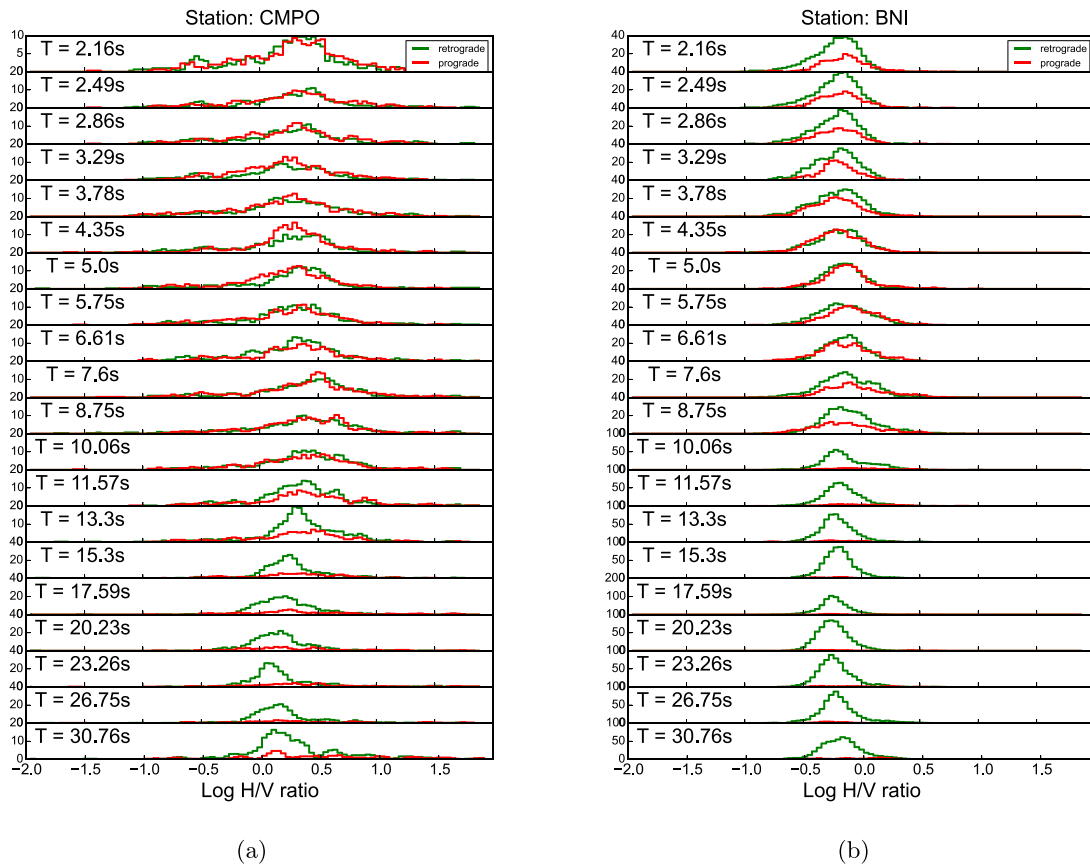 Station: CMPO
retrograde
prograde
T = 2.16s
T = 2.49s
T = 2.86s
T = 3.29s
T = 3.78s
T = 4.35s
T = 5.0s
T = 5.75s
T = 6.61s
T = 7.6s
T = 8.75s
T = 10.06s
T = 11.57s
T = 13.3s
T = 15.3s
T = 17.59s
T = 20.23s
T = 23.26s
T = 26.75s
T = 30.76s
−2.0 −1.5 −1.0 −0.5 0.0 0.5 1.0 1.5
Log H/V ratio
(a)
Station: BNI
retrograde
prograde
T = 2.16s
T = 2.49s
T = 2.86s
T = 3.29s
T = 3.78s
T = 4.35s
T = 5.0s
T = 5.75s
T = 6.61s
T = 7.6s
T = 8.75s
T = 10.06s
T = 11.57s
T = 13.3s
T = 15.3s
T = 17.59s
T = 20.23s
T = 23.26s
T = 26.75s
T = 30.76s
−2.0 −1.5 −1.0 −0.5 0.0 0.5 1.0 1.5
Log H/V ratio
(b)